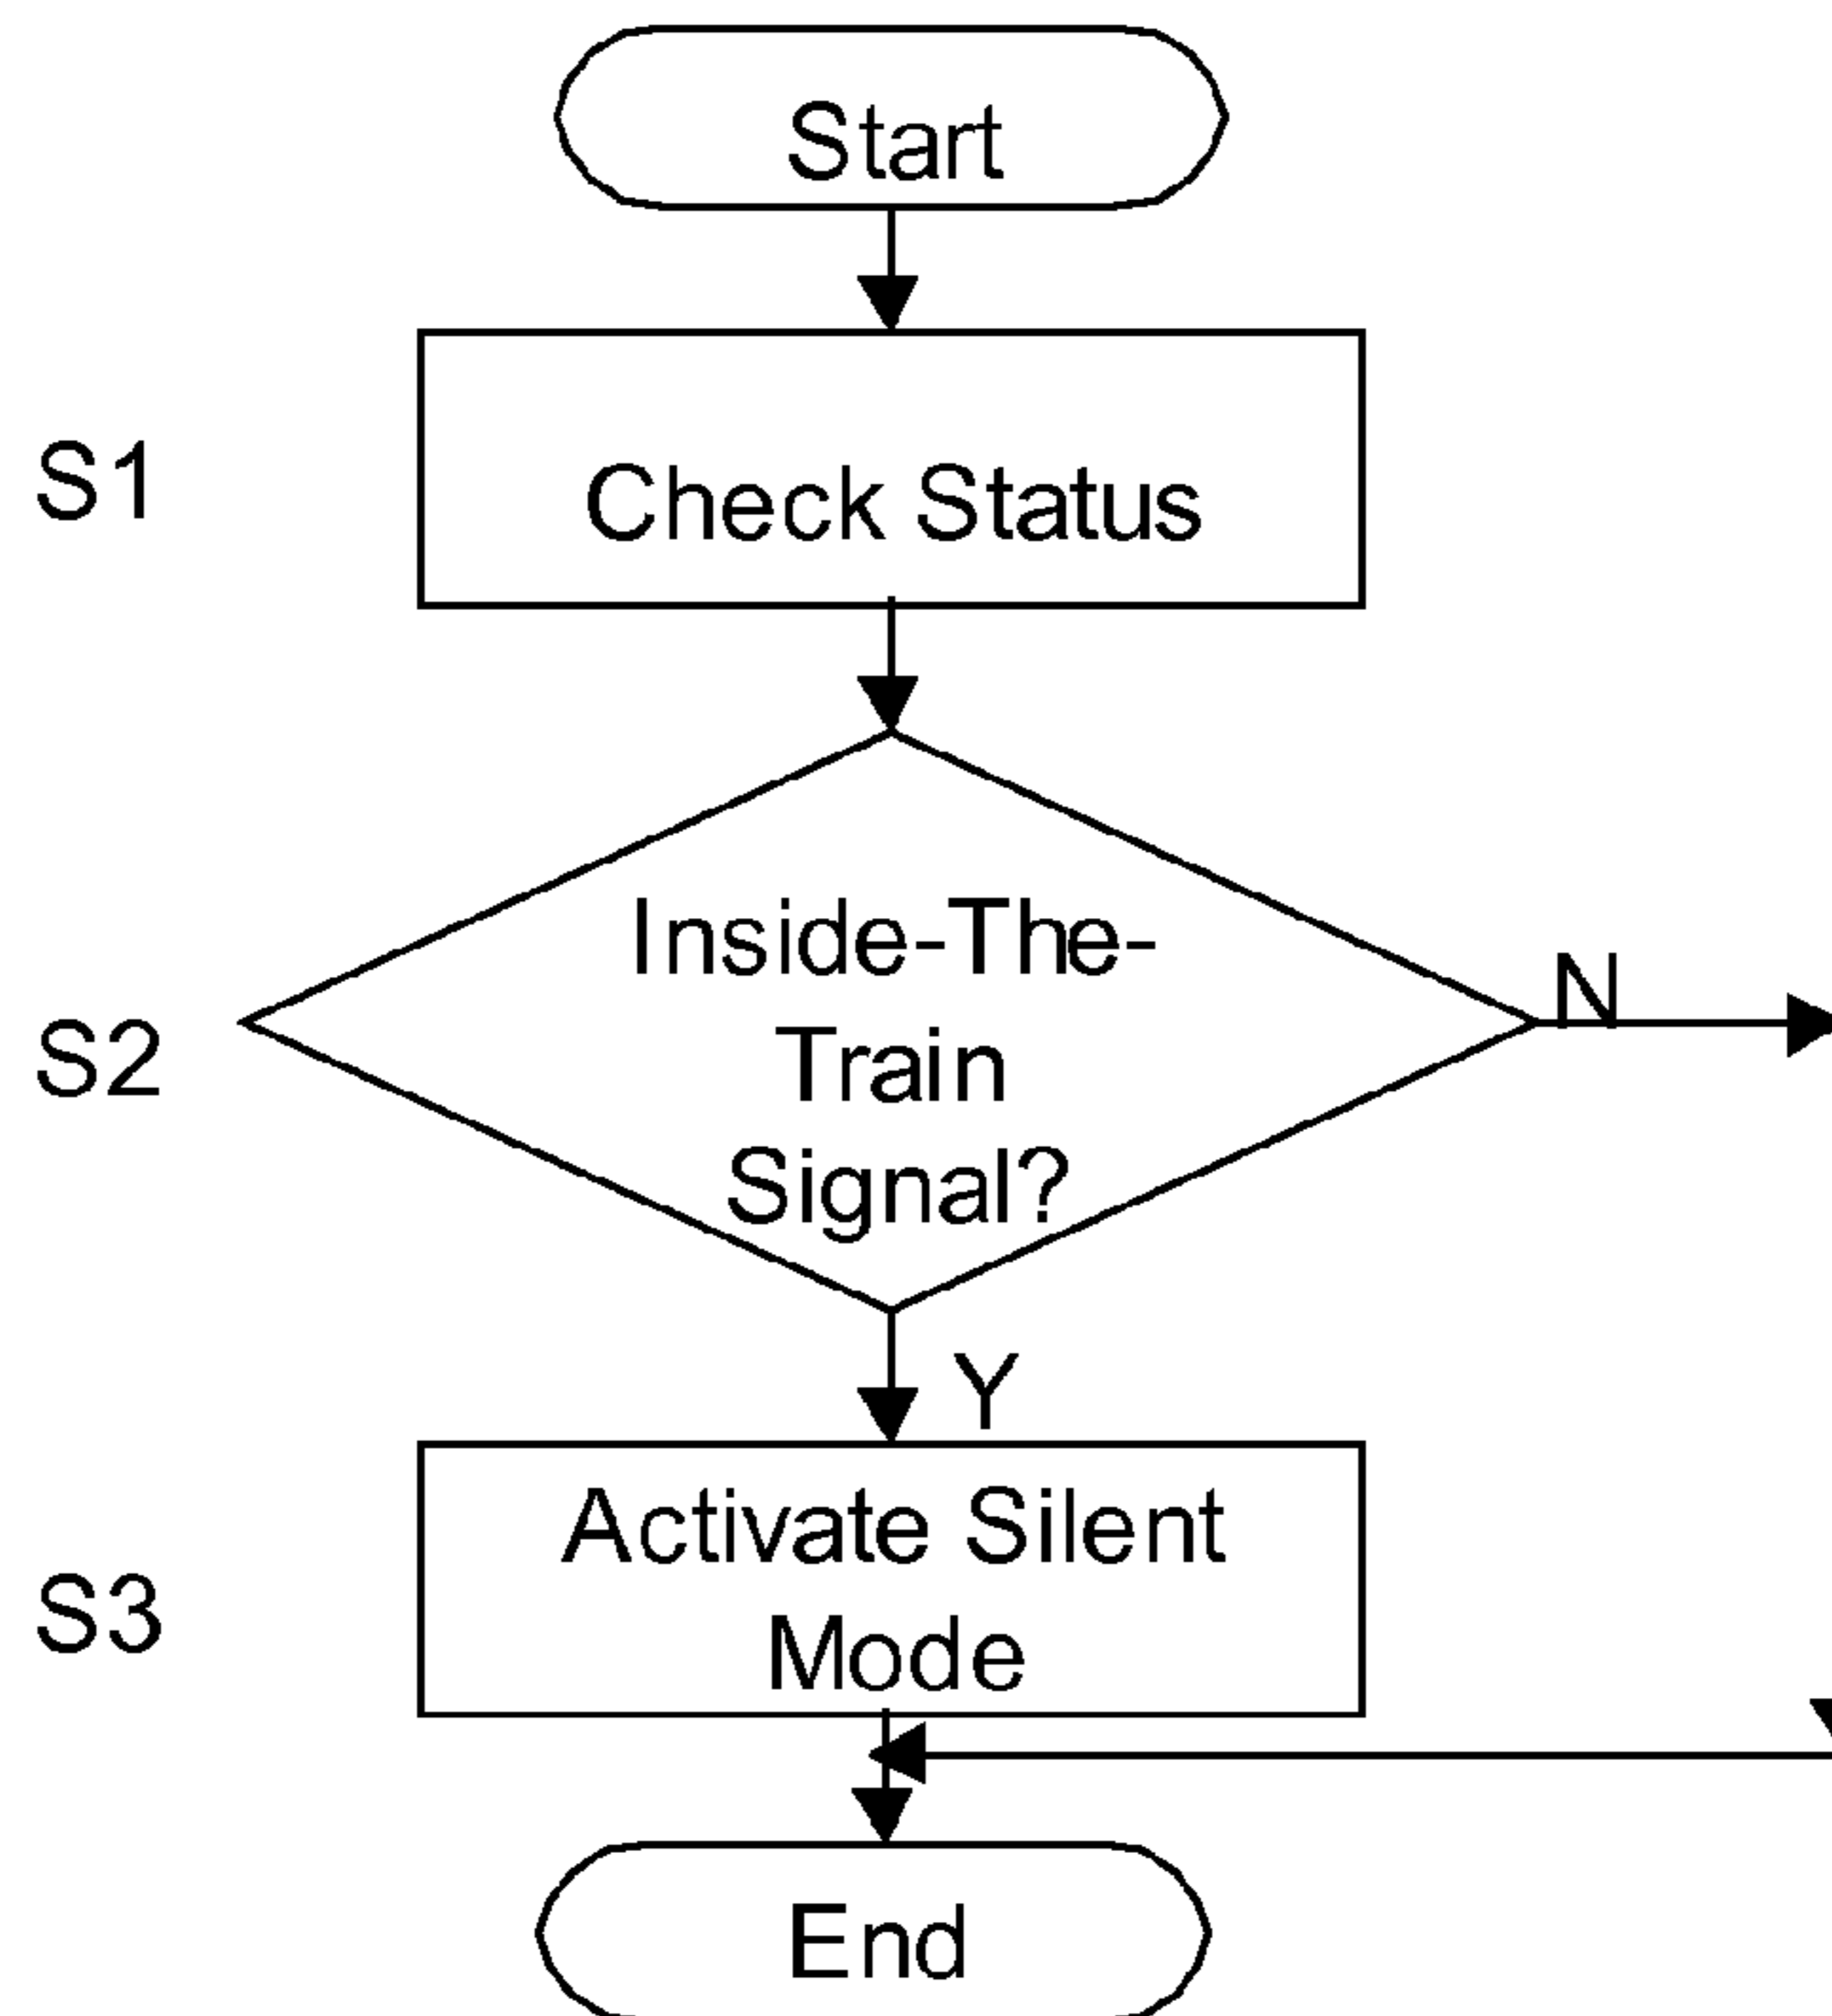 Start
S1
Check Status
S2
Inside-The-
Train
Signal?
N
Y
S3
Activate Silent
Mode
End